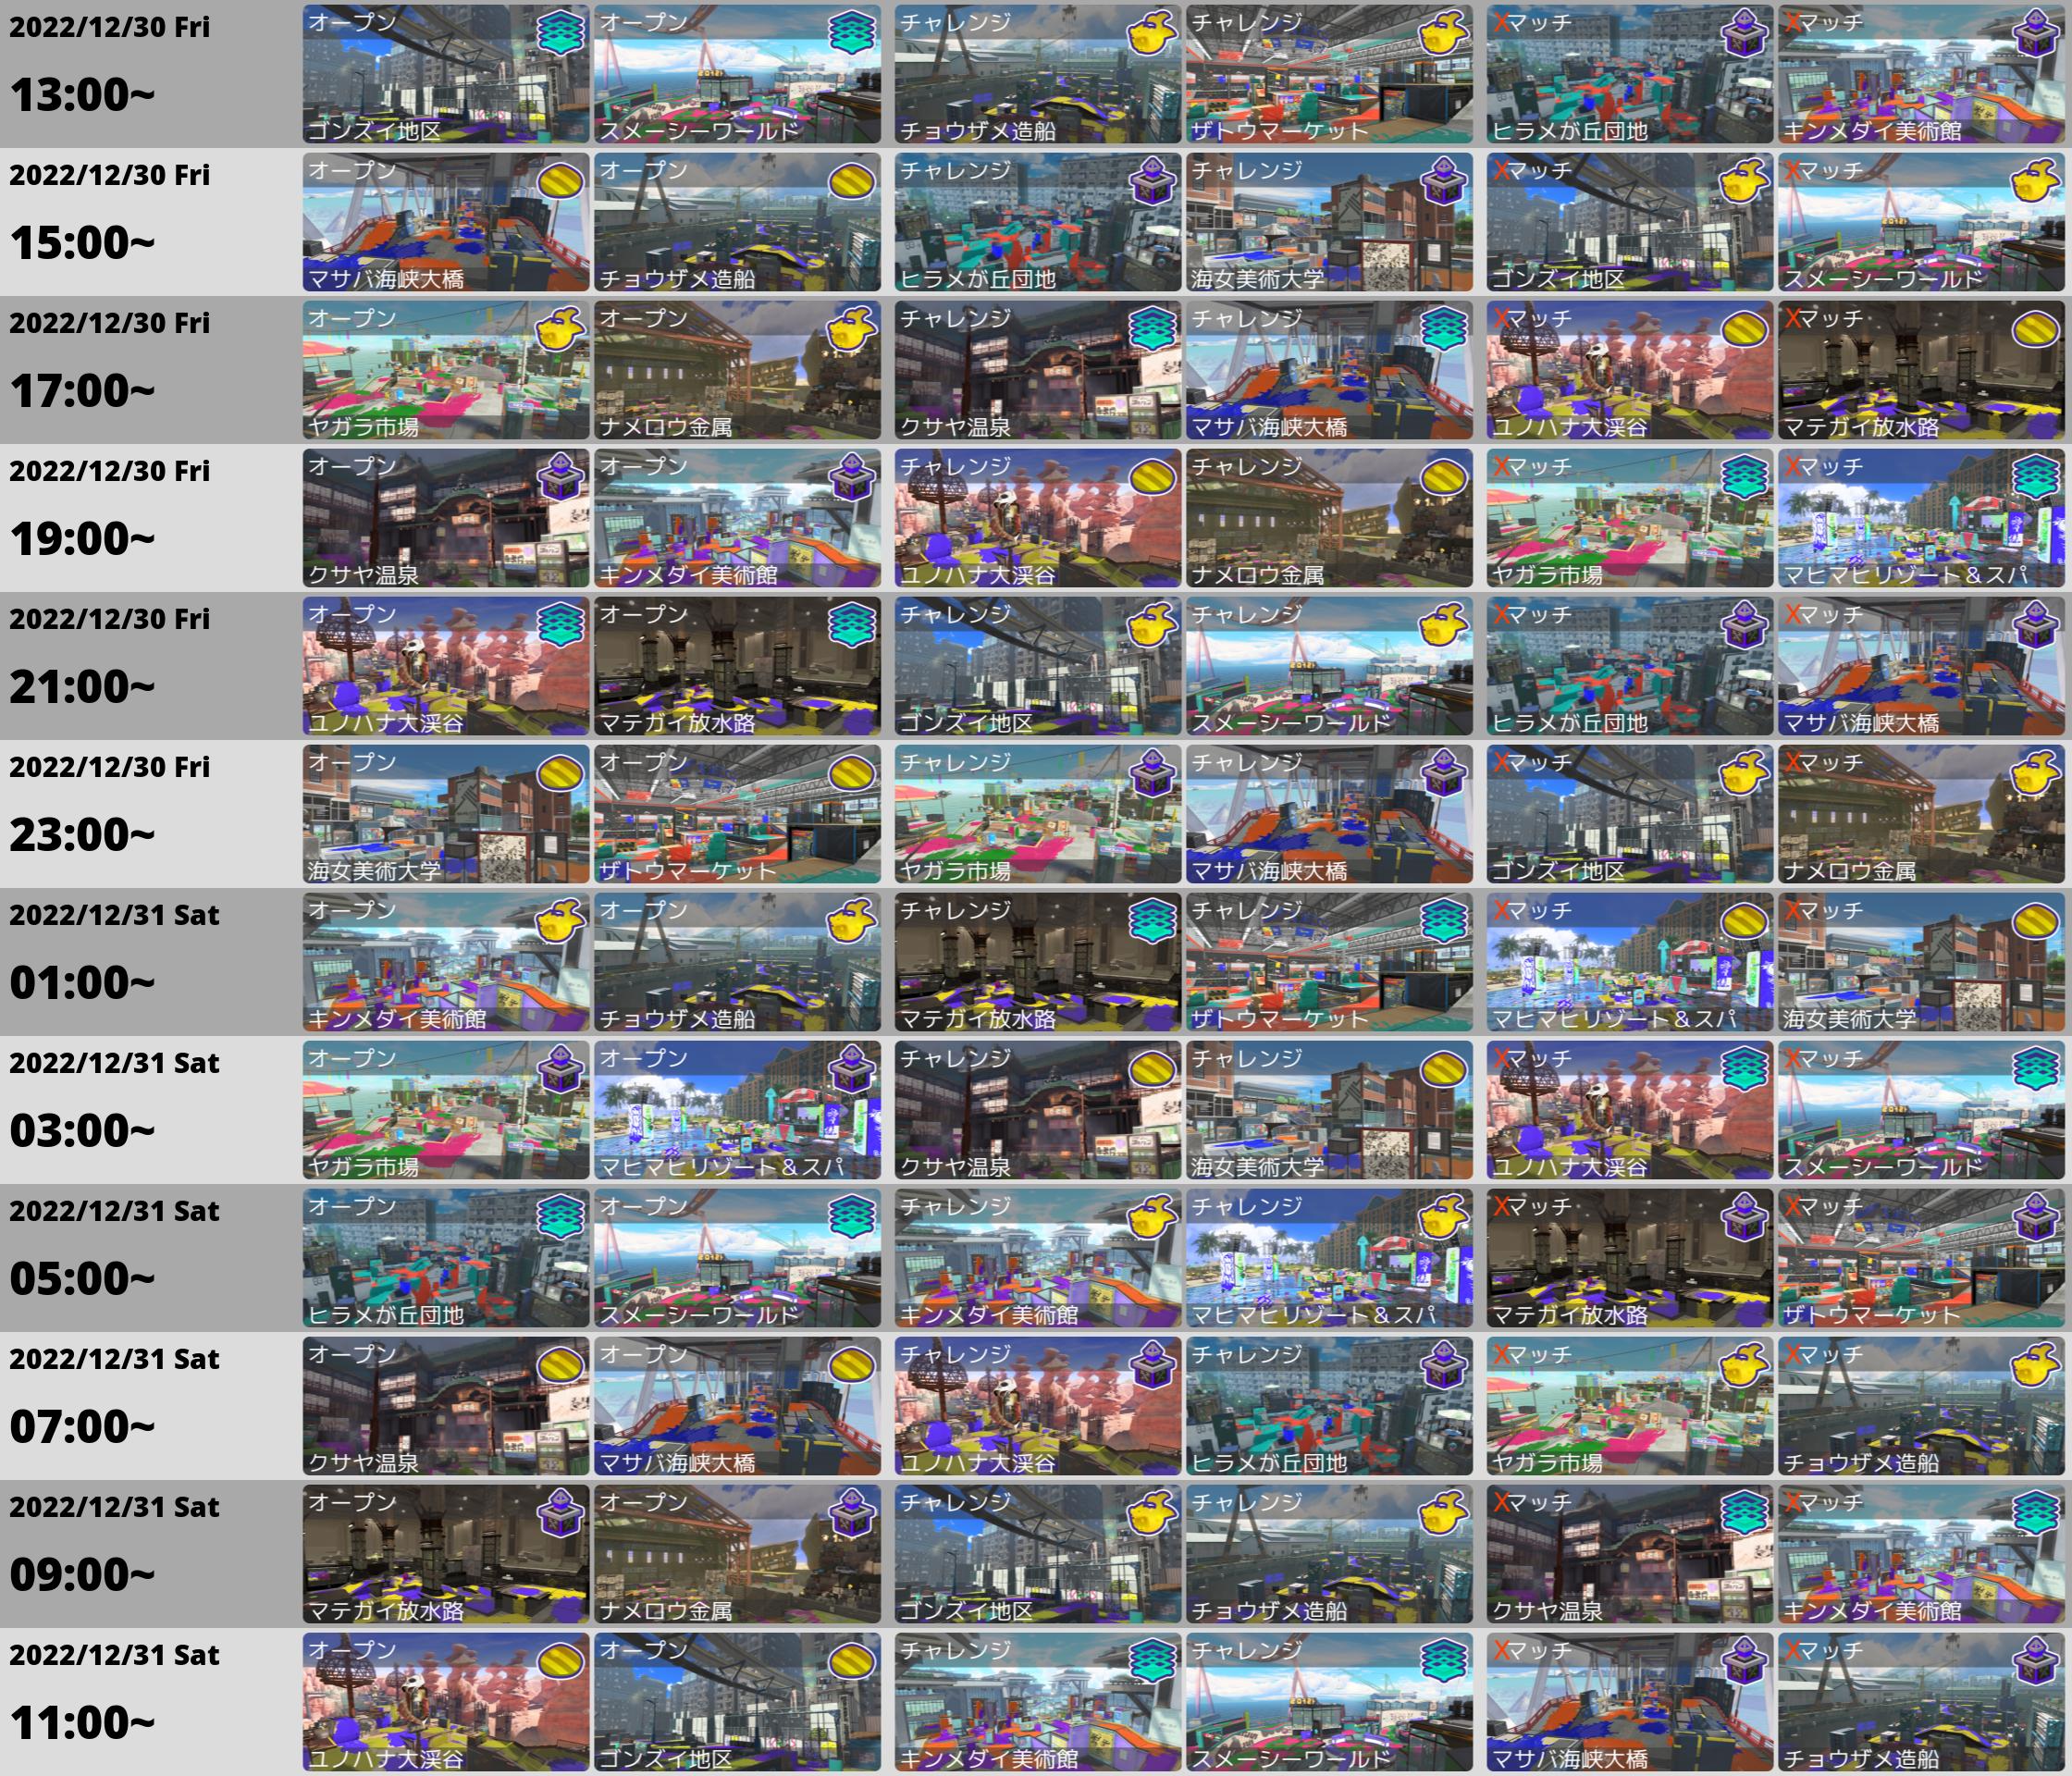 2022/12/30 Fri
13:00~
オープン オープン チャレンジ チャレンジ Xマッチ Xマッチ
ゴンズイ地区 スメーシーワールド チョウザメ造船 ザトウマーケット ヒラメが丘団地 キンメダイ美術館
2022/12/30 Fri
15:00~
オープン オープン チャレンジ チャレンジ Xマッチ Xマッチ
マサバ海峡大橋 チョウザメ造船 ヒラメが丘団地 海女美術大学 ゴンズイ地区 スメーシーワールド
2022/12/30 Fri
17:00~
オープン オープン チャレンジ チャレンジ Xマッチ Xマッチ
ヤガラ市場 ナメロウ金属 クサヤ温泉 マサバ海峡大橋 ユノハナ大渓谷 マテガイ放水路
2022/12/30 Fri
19:00~
オープン オープン チャレンジ チャレンジ Xマッチ Xマッチ
クサヤ温泉 キンメダイ美術館 ユノハナ大渓谷 ナメロウ金属 ヤガラ市場 マヒマヒリゾート＆スパ
2022/12/30 Fri
21:00~
オープン オープン チャレンジ チャレンジ Xマッチ Xマッチ
ユノハナ大渓谷 マテガイ放水路 ゴンズイ地区 スメーシーワールド ヒラメが丘団地 マサバ海峡大橋
2022/12/30 Fri
23:00~
オープン オープン チャレンジ チャレンジ Xマッチ Xマッチ
海女美術大学 ザトウマーケット ヤガラ市場 マサバ海峡大橋 ゴンズイ地区 ナメロウ金属
2022/12/31 Sat
01:00~
オープン オープン チャレンジ チャレンジ Xマッチ Xマッチ
キンメダイ美術館 チョウザメ造船 マテガイ放水路 ザトウマーケット マヒマヒリゾート＆スパ 海女美術大学
2022/12/31 Sat
03:00~
オープン オープン チャレンジ チャレンジ Xマッチ Xマッチ
ヤガラ市場 マヒマヒリゾート＆スパ クサヤ温泉 海女美術大学 ユノハナ大渓谷 スメーシーワールド
2022/12/31 Sat
05:00~
オープン オープン チャレンジ チャレンジ Xマッチ Xマッチ
ヒラメが丘団地 スメーシーワールド キンメダイ美術館 マヒマヒリゾート＆スパ マテガイ放水路 ザトウマーケット
2022/12/31 Sat
07:00~
オープン オープン チャレンジ チャレンジ Xマッチ Xマッチ
クサヤ温泉 マサバ海峡大橋 ユノハナ大渓谷 ヒラメが丘団地 ヤガラ市場 チョウザメ造船
2022/12/31 Sat
09:00~
オープン オープン チャレンジ チャレンジ Xマッチ Xマッチ
マテガイ放水路 ナメロウ金属 ゴンズイ地区 チョウザメ造船 クサヤ温泉 キンメダイ美術館
2022/12/31 Sat
11:00~
オープン オープン チャレンジ チャレンジ Xマッチ Xマッチ
ユノハナ大渓谷 ゴンズイ地区 キンメダイ美術館 スメーシーワールド マサバ海峡大橋 チョウザメ造船